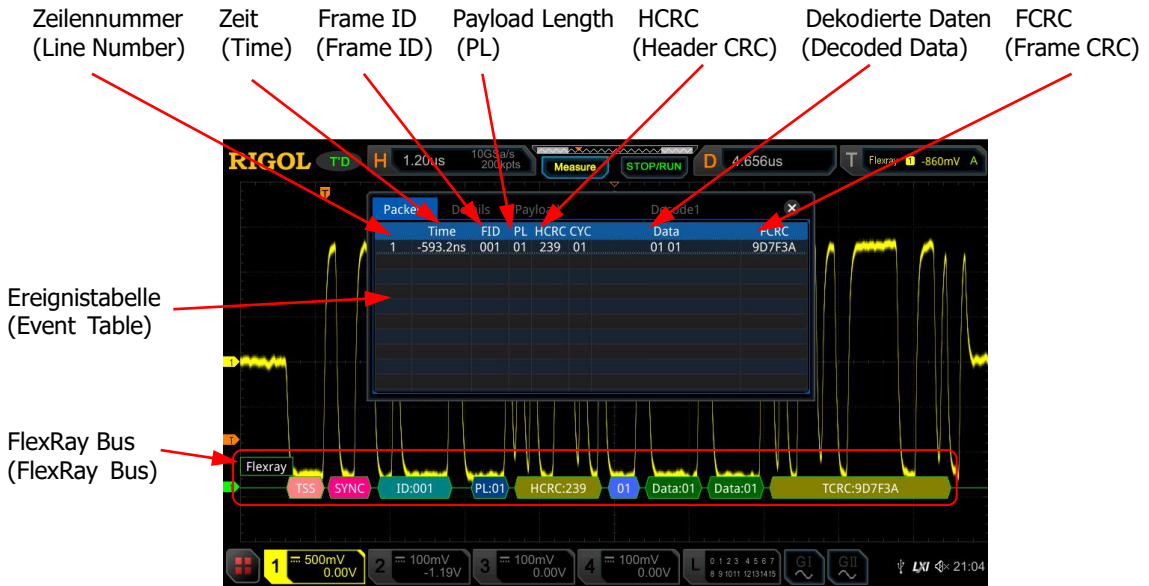 Zeilennummer Zeit Frame ID Payload Length HCRC Dekodierte Daten FCRC
(Line Number) (Time) (Frame ID) (PL) (Header CRC) (Decoded Data) (Frame CRC)
RIGOL T'D H 1.20us 10GSa/s 200kpts Measure STOP/RUN D 4.656us T Flexray 1 -860mV A
T
Details Decode1
Time FID PL HCRC CYC Data FCRC
1 -593.2ns 001 01 239 01 01 01 9D7F3A
Ereignistabelle
(Event Table)
1
T
FlexRay Bus
(FlexRay Bus)
Flexray
TSS SYNC ID:001 PL:01 HCRC:239 01 Data:01 Data:01 TCRC:9D7F3A
1 500mV 0.00V 2 100mV -1.19V 3 100mV 0.00V 4 100mV 0.00V L 0 1 2 3 4 5 6 7 8 9 10 11 12 13 14 15 GI GII LXI 21:04